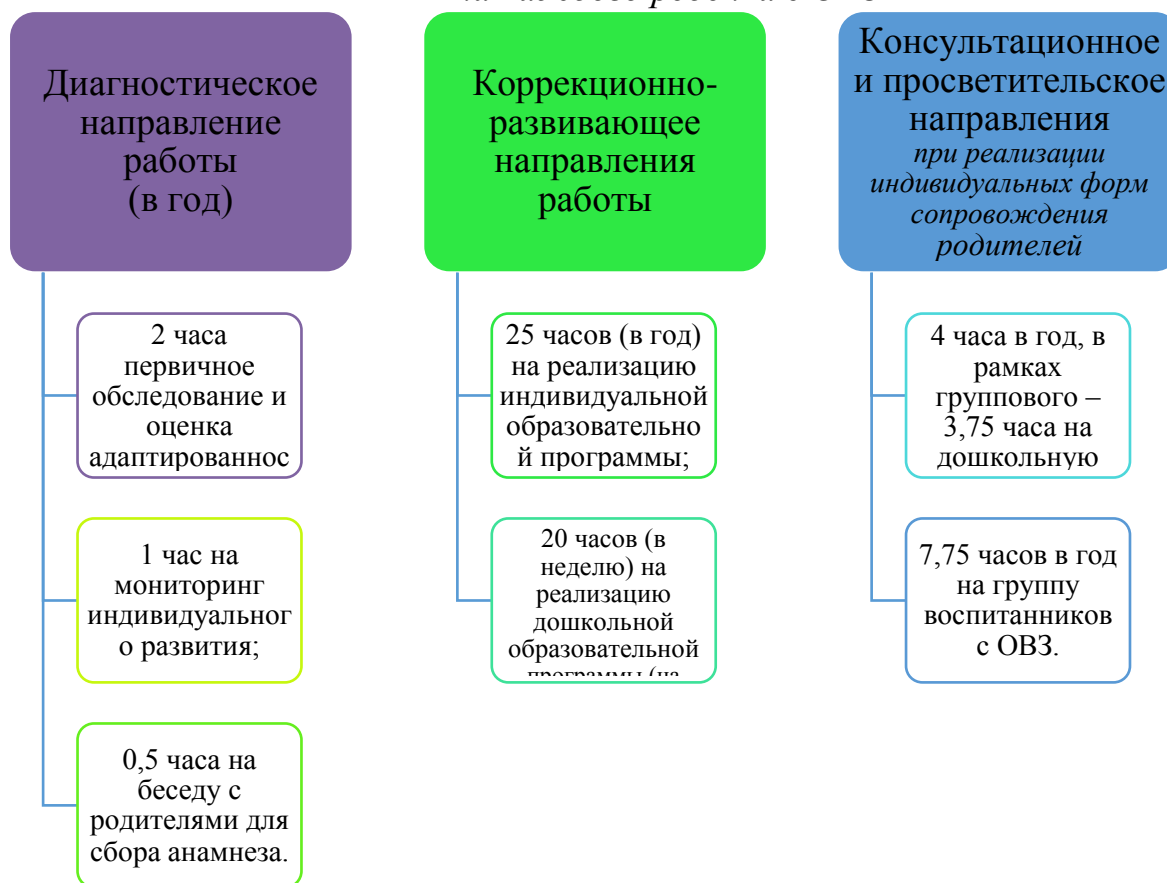 Диагностическое
направление
работы
(в год)
2 часа
первичное
обследование и
оценка
адаптированнос
1 час на
мониторинг
индивидуальног
о развития;
0,5 часа на
беседу с
родителями для
сбора анамнеза.
Коррекционно-
развивающее
направления
работы
25 часов (в год)
на реализацию
индивидуальной
образовательно
й программы;
20 часов (в
неделю) на
реализацию
дошкольной
образовательной
программы (на
Консультационное
и просветительское
направления
при реализации
индивидуальных форм
сопровождения
родителей
4 часа в год, в
рамках
группового –
3,75 часа на
дошкольную
7,75 часов в год
на группу
воспитанников
с ОВЗ.